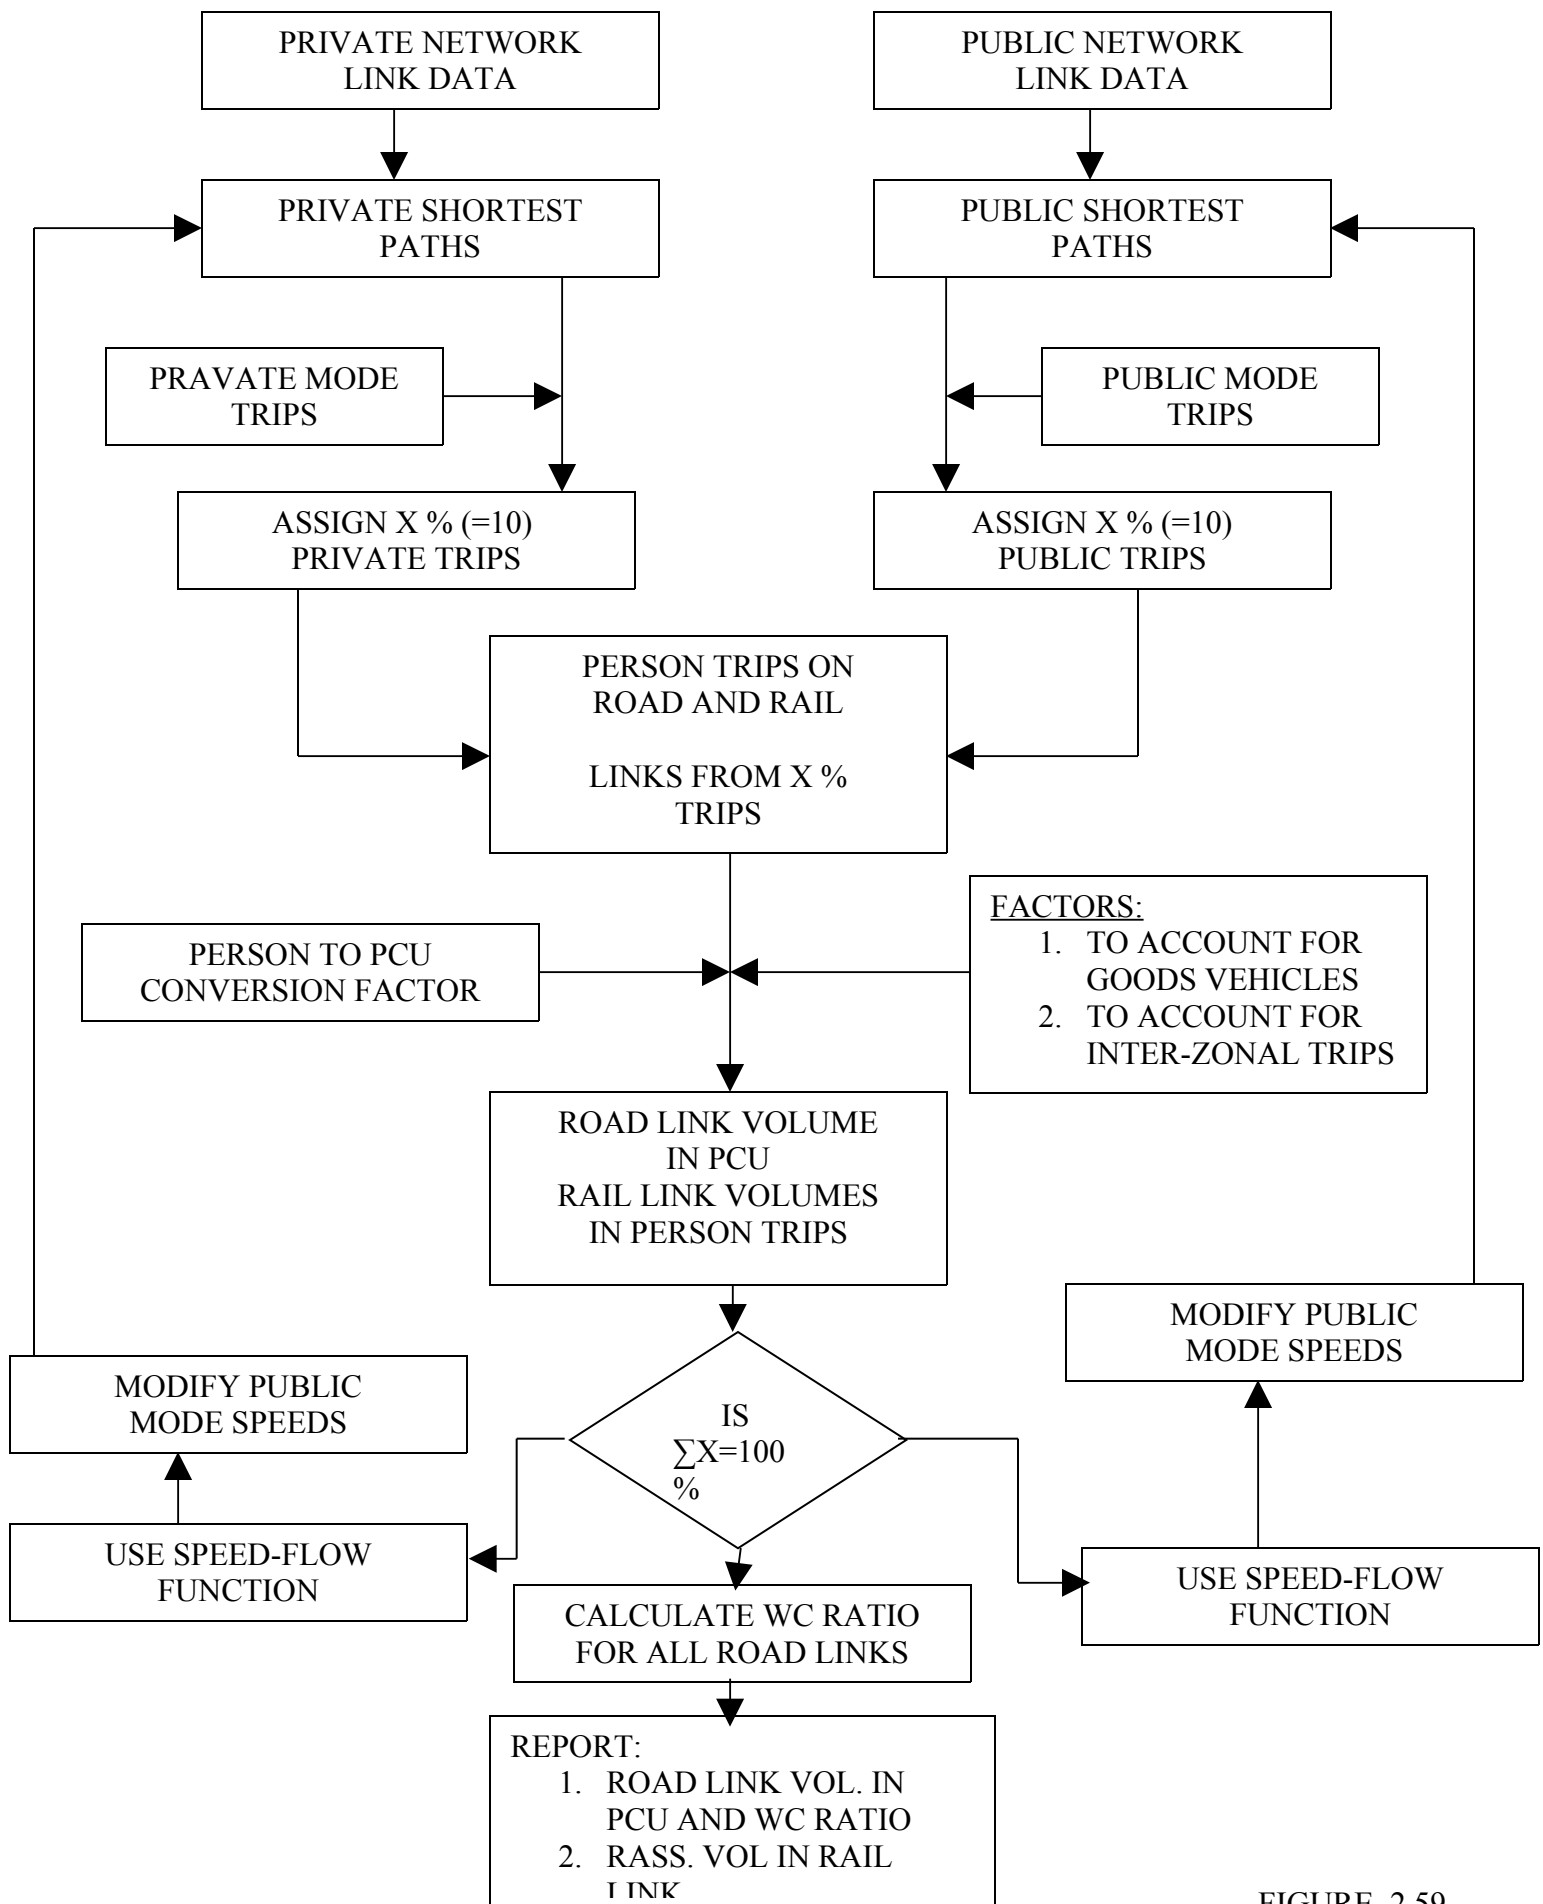 PRIVATE NETWORK
LINK DATA
PUBLIC NETWORK
LINK DATA
PRIVATE SHORTEST
PATHS
PUBLIC SHORTEST
PATHS
PRAVATE MODE
TRIPS
PUBLIC MODE
TRIPS
ASSIGN X % (=10)
PRIVATE TRIPS
ASSIGN X % (=10)
PUBLIC TRIPS
PERSON TRIPS ON
ROAD AND RAIL
LINKS FROM X %
TRIPS
PERSON TO PCU
CONVERSION FACTOR
FACTORS:
1. TO ACCOUNT FOR
GOODS VEHICLES
2. TO ACCOUNT FOR
INTER-ZONAL TRIPS
ROAD LINK VOLUME
IN PCU
RAIL LINK VOLUMES
IN PERSON TRIPS
MODIFY PUBLIC
MODE SPEEDS
MODIFY PUBLIC
MODE SPEEDS
IS
∑X=100
%
USE SPEED-FLOW
FUNCTION
USE SPEED-FLOW
FUNCTION
CALCULATE WC RATIO
FOR ALL ROAD LINKS
REPORT:
1. ROAD LINK VOL. IN
PCU AND WC RATIO
2. RASS. VOL IN RAIL
LINK
FIGURE 2.59